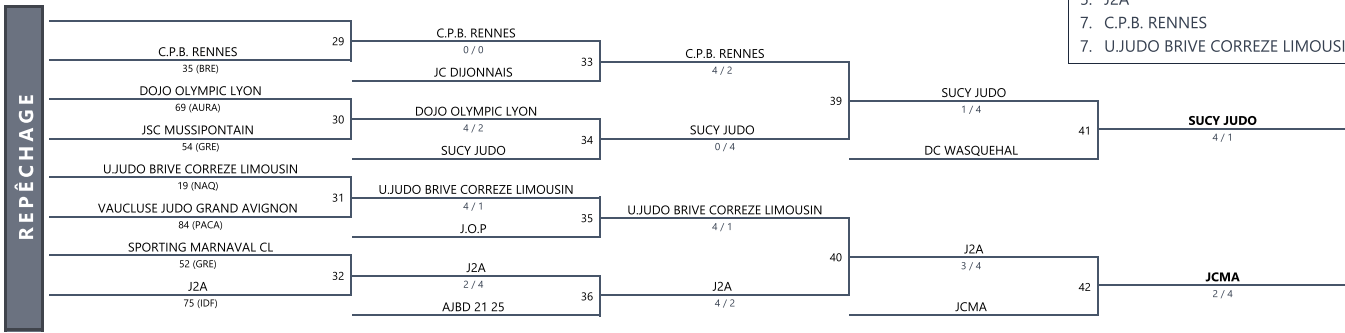 REPÊCHAGE
29
C.P.B. RENNES
35 (BRE)
DOJO OLYMPIC LYON
69 (AURA)
30
JSC MUSSIPONTAIN
54 (GRE)
U.JUDO BRIVE CORREZE LIMOUSIN
19 (NAQ)
31
VAUCLUSE JUDO GRAND AVIGNON
84 (PACA)
SPORTING MARNAVAL CL
52 (GRE)
32
J2A
75 (IDF)
C.P.B. RENNES
0 / 0
33
JC DIJONNAIS
DOJO OLYMPIC LYON
4 / 2
34
SUCY JUDO
U.JUDO BRIVE CORREZE LIMOUSIN
4 / 1
35
J.O.P
J2A
2 / 4
36
AJBD 21 25
C.P.B. RENNES
4 / 2
39
SUCY JUDO
0 / 4
U.JUDO BRIVE CORREZE LIMOUSIN
4 / 1
40
J2A
4 / 2
SUCY JUDO
1 / 4
41
DC WASQUEHAL
J2A
3 / 4
42
JCMA
SUCY JUDO
4 / 1
JCMA
2 / 4
5. J2A
7. C.P.B. RENNES
7. U.JUDO BRIVE CORREZE LIMOUSI